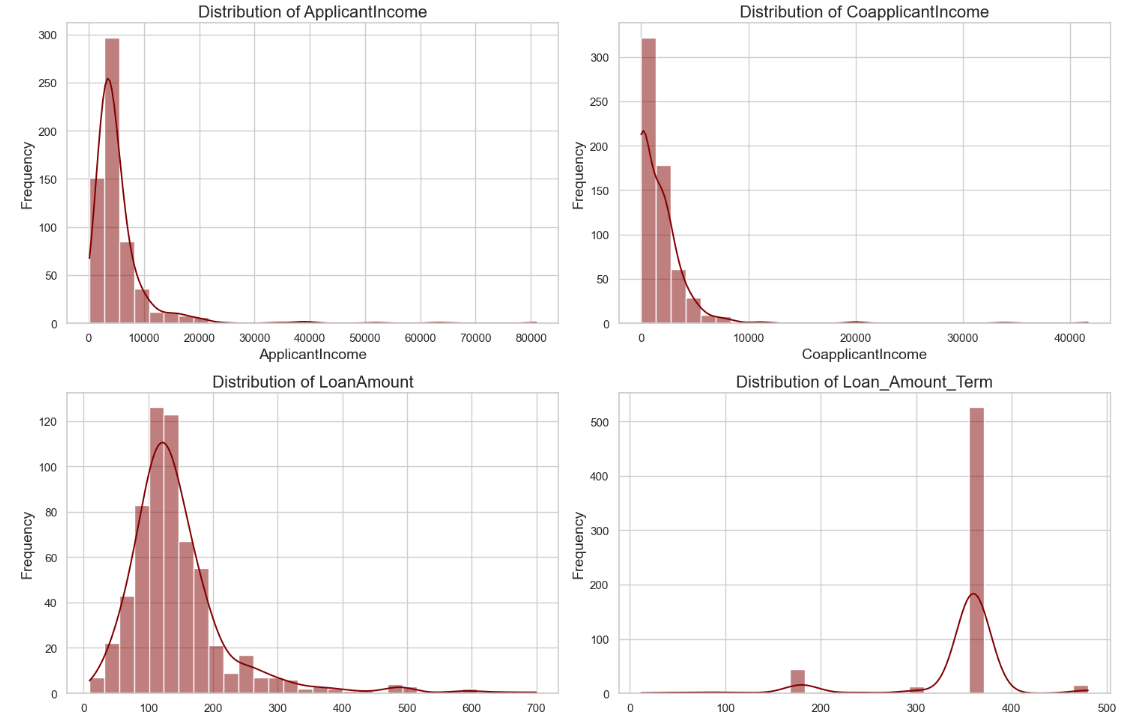 Distribution of ApplicantIncome
Frequency
300
250
200
150
100
50
0
0 10000 20000 30000 40000 50000 60000 70000 80000
ApplicantIncome
Distribution of CoapplicantIncome
Frequency
300
250
200
150
100
50
0
0 10000 20000 30000 40000
CoapplicantIncome
Distribution of LoanAmount
Frequency
120
100
80
60
40
20
0
0 100 200 300 400 500 600 700
Distribution of Loan_Amount_Term
Frequency
500
400
300
200
100
0
0 100 200 300 400 500